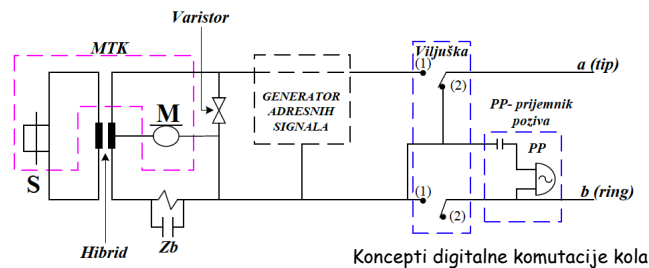 Varistor
MTK
M
S
Hibrid
Zb
GENERATOR
ADRESNIH
SIGNALA
Viljuška
(1)
(2)
(1)
(2)
a (tip)
PP- prijemnik
poziva
PP
b (ring)
Koncepti digitalne komutacije kola